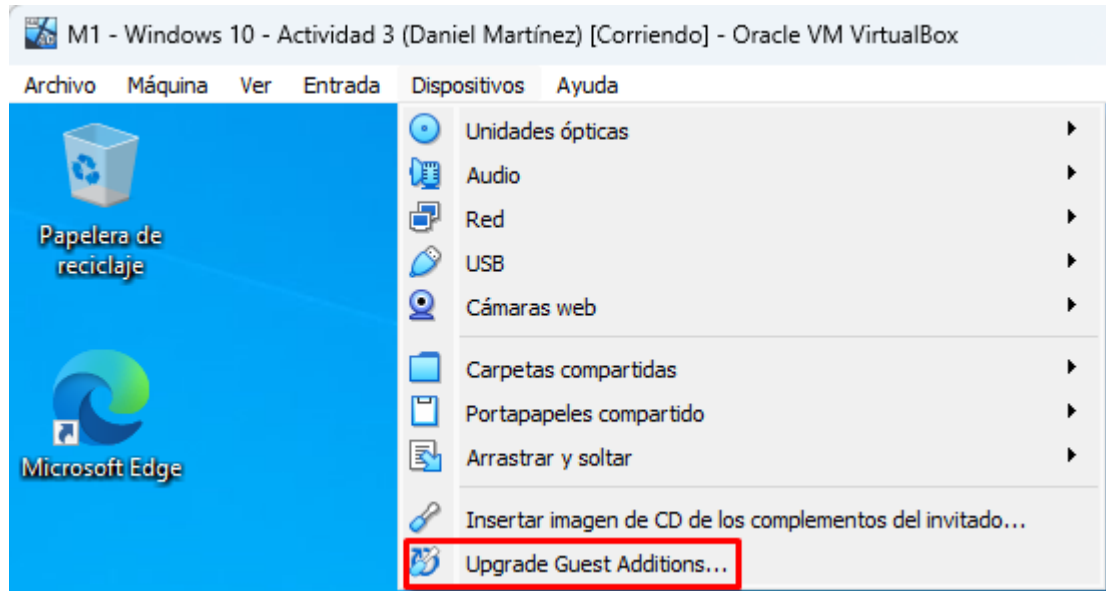 M1 - Windows 10 - Actividad 3 (Daniel Martínez) [Corriendo] - Oracle VM VirtualBox
Archivo Máquina Ver Entrada Dispositivos Ayuda
Papelera de
reciclaje
Microsoft Edge
Unidades ópticas
Audio
Red
USB
Cámaras web
Carpetas compartidas
Portapapeles compartido
Arrastrar y soltar
Insertar imagen de CD de los complementos del invitado...
Upgrade Guest Additions...